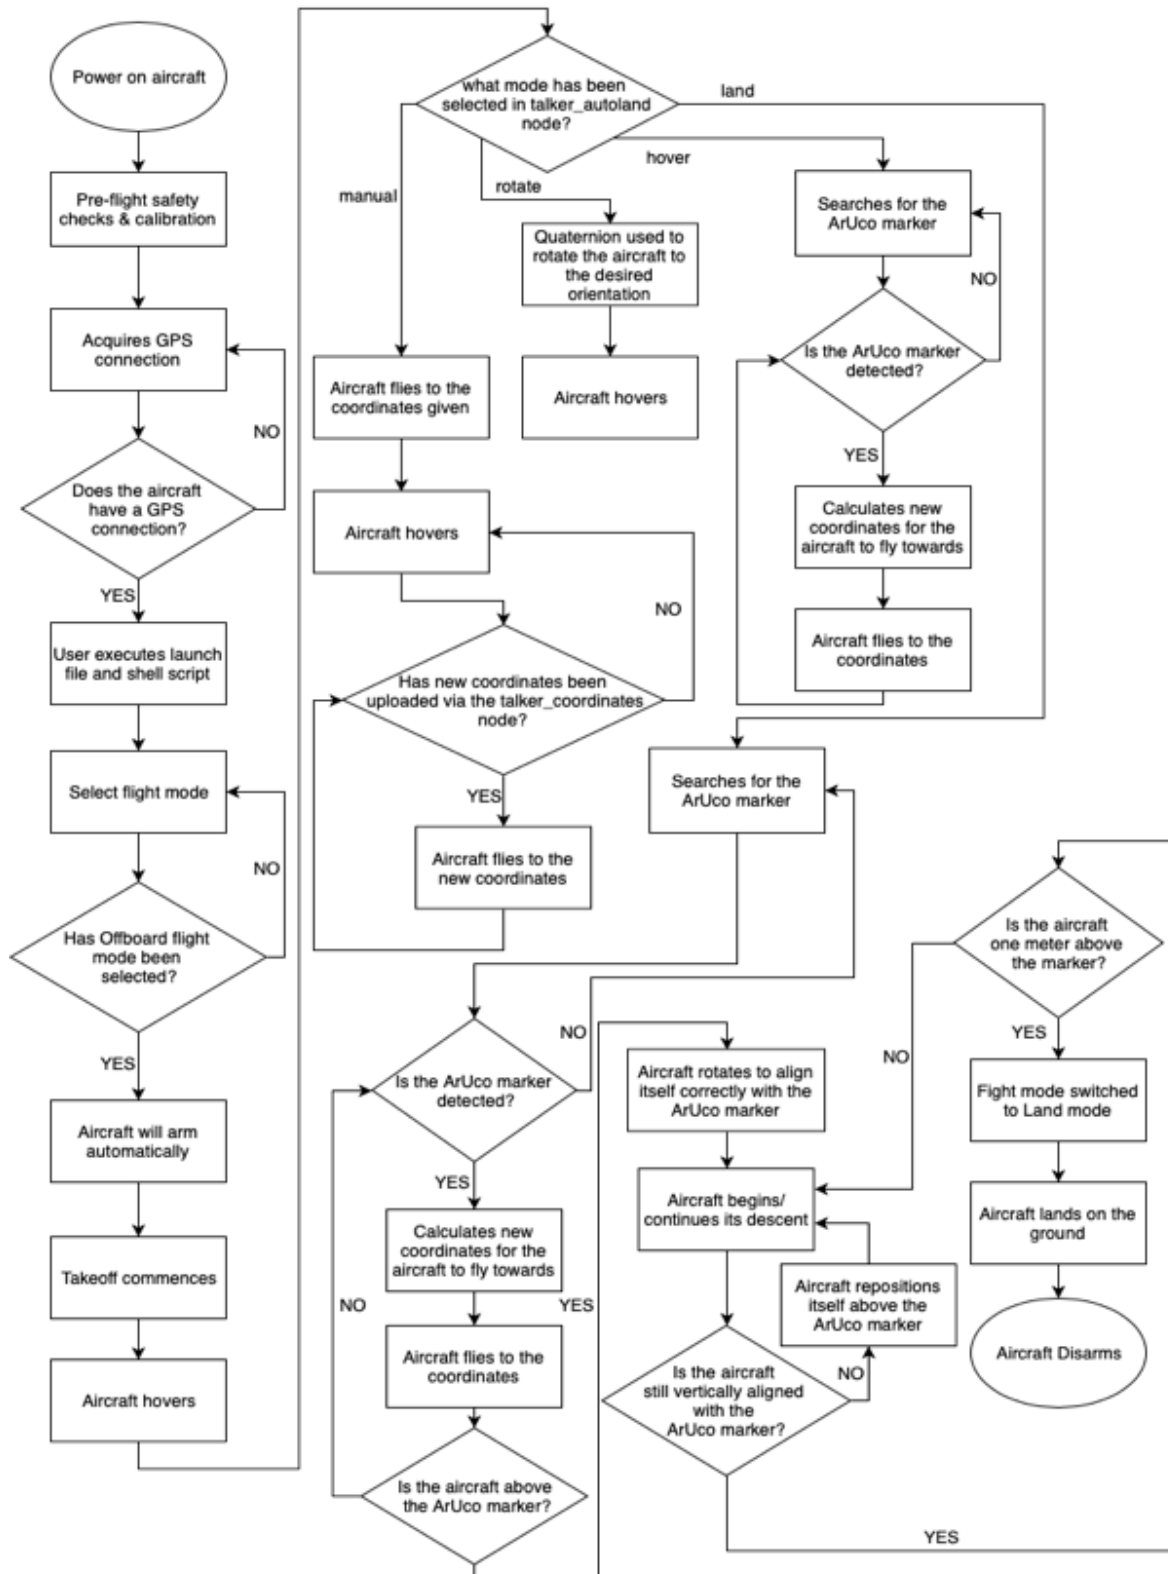 Power on aircraft
Pre-flight safety
checks & calibration
Acquires GPS
connection
NO
Does the aircraft
have a GPS
connection?
YES
User executes launch
file and shell script
Select flight mode
NO
Has Offboard flight
mode been
selected?
YES
Aircraft will arm
automatically
Takeoff commences
Aircraft hovers
what mode has been
selected in talker_autoland
node?
manual
rotate
hover
land
Aircraft flies to the
coordinates given
Aircraft hovers
NO
Has new coordinates been
uploaded via the talker_coordinates
node?
YES
Aircraft flies to the
new coordinates
Quaternion used to
rotate the aircraft to
the desired
orientation
Aircraft hovers
Searches for the
ArUco marker
NO
Is the ArUco marker
detected?
YES
Calculates new
coordinates for the
aircraft to fly towards
Aircraft flies to the
coordinates
Searches for the
ArUco marker
NO
Is the ArUco marker
detected?
YES
Calculates new
coordinates for the
aircraft to fly towards
Aircraft flies to the
coordinates
NO
Is the aircraft above
the ArUco marker?
YES
Aircraft rotates to align
itself correctly with the
ArUco marker
Aircraft begins/
continues its descent
Aircraft repositions
itself above the
ArUco marker
NO
Is the aircraft
still vertically aligned
with the
ArUco marker?
YES
Is the aircraft
one meter above
the marker?
NO
YES
Fight mode switched
to Land mode
Aircraft lands on the
ground
Aircraft Disarms